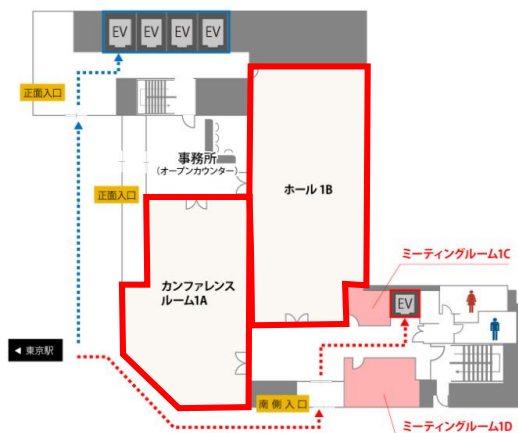 EV EV EV EV
正面入口
事務所
(オープンカウンター)
正面入口
ホール 1B
ミーティングルーム1C
カンファレンス
ルーム1A
EV
◀ 東京駅
南側入口
ミーティングルーム1D